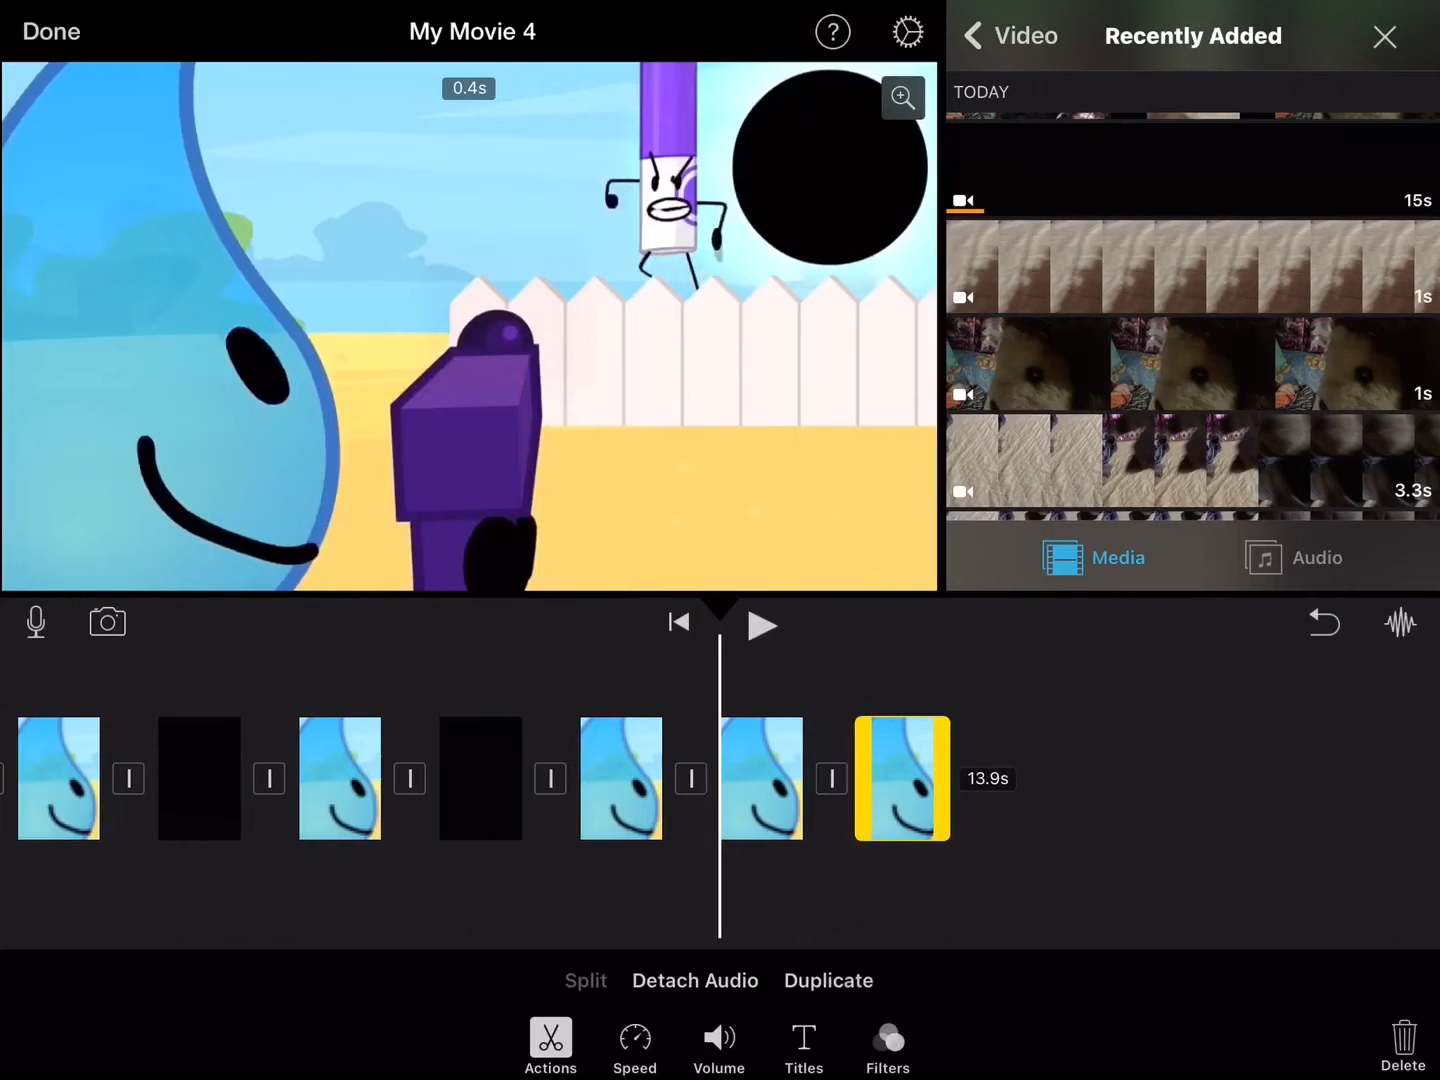 Done
My Movie 4
?
Video
Recently Added
0.4s
TODAY
15s
1s
1s
3.3s
Media
Audio
13.9s
Split
Detach Audio
Duplicate
Actions
Speed
Volume
Titles
Filters
Delete